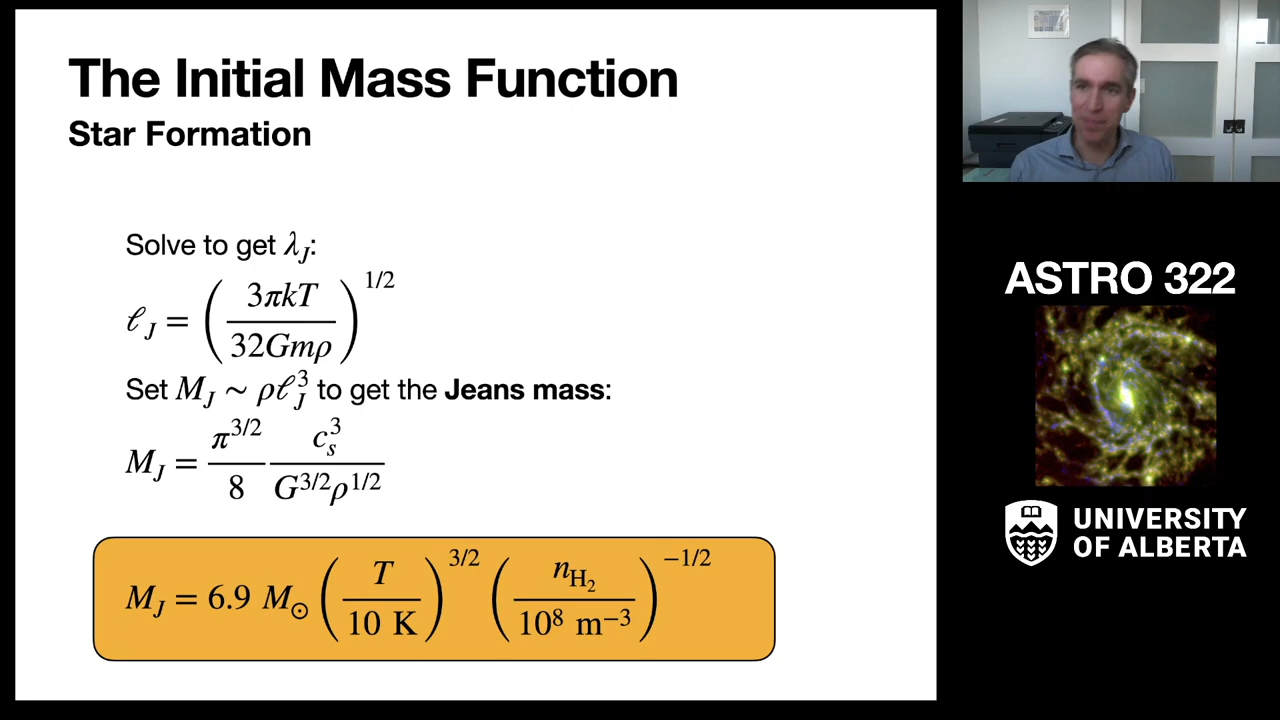 The Initial Mass Function
Star Formation
Solve to get λ_J:
ℓ_J = (3πkT / 32Gmρ)^{1/2}
Set M_J ∼ ρℓ_J^3 to get the Jeans mass:
M_J = π^{3/2}/8 c_s^3/(G^{3/2}ρ^{1/2})
M_J = 6.9 M_⊙ (T / 10 K)^{3/2} (n_{H_2} / 10^8 m^{−3})^{−1/2}
ASTRO 322
UNIVERSITY
OF ALBERTA